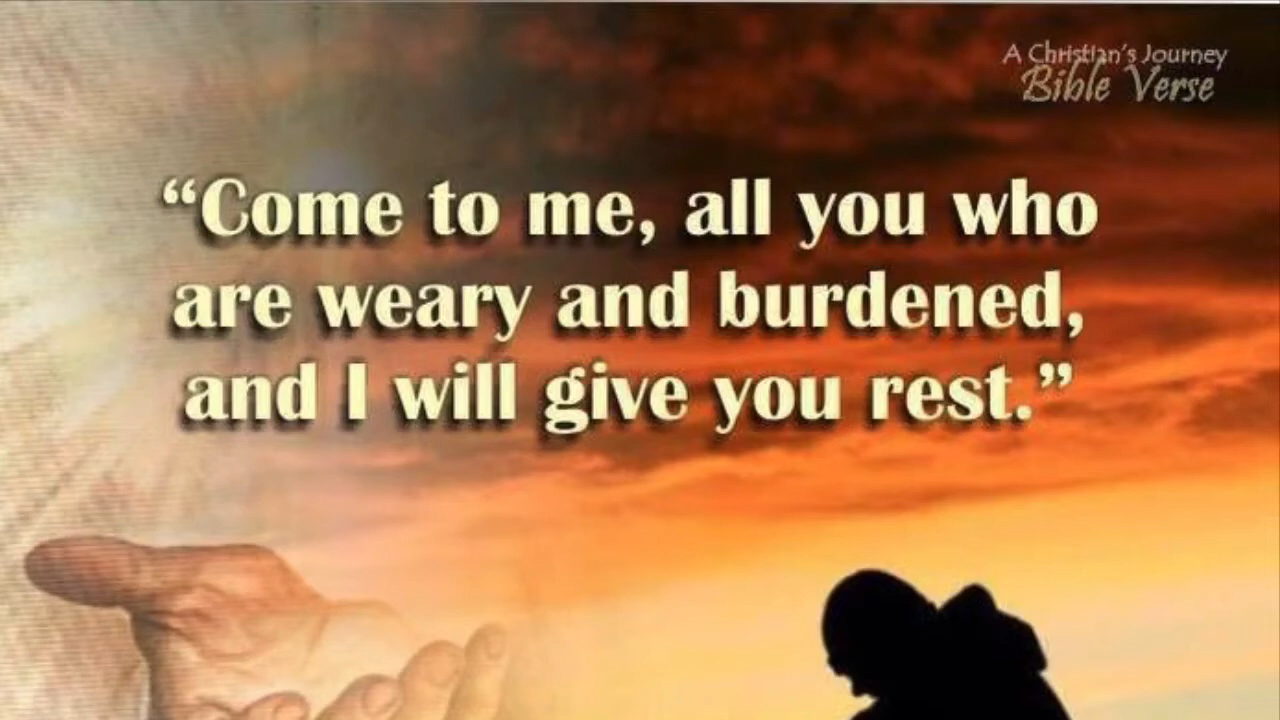 A Christian's Journey
Bible Verse
“Come to me, all you who
are weary and burdened,
and I will give you rest.”